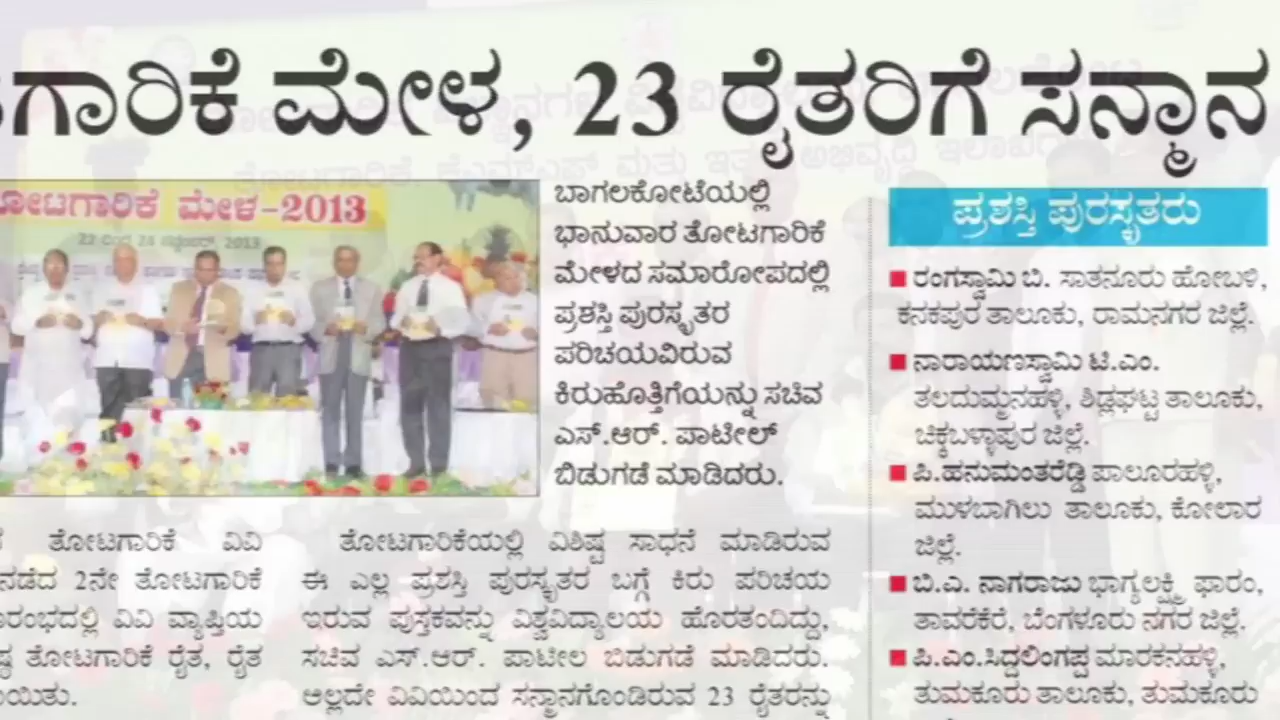 ಗಾರಿಕೆ ಮೇಳ, 23 ರೈತರಿಗೆ ಸನ್ಮಾನ
ತೋಟಗಾರಿಕೆ ಮೇಳ-2013
ಬಾಗಲಕೋಟೆಯಲ್ಲಿ
ಭಾನುವಾರ ತೋಟಗಾರಿಕೆ
ಮೇಳದ ಸಮಾರೋಪದಲ್ಲಿ
ಪ್ರಶಸ್ತಿ ಪುರಸ್ಕೃತರ
ಪರಿಚಯವಿರುವ
ಕಿರುಹೊತ್ತಿಗೆಯನ್ನು ಸಚಿವ
ಎಸ್.ಆರ್. ಪಾಟೀಲ್
ಬಿಡುಗಡೆ ಮಾಡಿದರು.
ತೋಟಗಾರಿಕೆ ವಿವಿ
ನಡೆದ 2ನೇ ತೋಟಗಾರಿಕೆ
ರಂಭದಲ್ಲಿ ವಿವಿ ವ್ಯಾಪ್ತಿಯ
ತೋಟಗಾರಿಕೆ ರೈತ, ರೈತ
ಯಿತು.
ತೋಟಗಾರಿಕೆಯಲ್ಲಿ ವಿಶಿಷ್ಟ ಸಾಧನೆ ಮಾಡಿರುವ
ಈ ಎಲ್ಲ ಪ್ರಶಸ್ತಿ ಪುರಸ್ಕೃತರ ಬಗ್ಗೆ ಕಿರು ಪರಿಚಯ
ಇರುವ ಪುಸ್ತಕವನ್ನು ವಿಶ್ವವಿದ್ಯಾಲಯ ಹೊರತಂದಿದ್ದು,
ಸಚಿವ ಎಸ್.ಆರ್. ಪಾಟೀಲ ಬಿಡುಗಡೆ ಮಾಡಿದರು.
ಅಲ್ಲದೇ ವಿವಿಯಿಂದ ಸನ್ಮಾನಗೊಂಡಿರುವ 23 ರೈತರನ್ನು
ಪ್ರಶಸ್ತಿ ಪುರಸ್ಕೃತರು
ರಂಗಸ್ವಾಮಿ ಬಿ. ಸಾತನೂರು ಹೋಬಳಿ,
ಕನಕಪುರ ತಾಲೂಕು, ರಾಮನಗರ ಜಿಲ್ಲೆ.
ನಾರಾಯಣಸ್ವಾಮಿ ಟಿ.ಎಂ.
ತಲದುಮ್ಮನಹಳ್ಳಿ, ಶಿಡ್ಲಘಟ್ಟ ತಾಲೂಕು,
ಚಿಕ್ಕಬಳ್ಳಾಪುರ ಜಿಲ್ಲೆ.
ಪಿ.ಹನುಮಂತರೆಡ್ಡಿ ಪಾಲೂರಹಳ್ಳಿ,
ಮುಳಬಾಗಿಲು ತಾಲೂಕು, ಕೋಲಾರ
ಜಿಲ್ಲೆ.
ಬಿ.ಎ. ನಾಗರಾಜು ಭಾಗ್ಯಲಕ್ಷ್ಮಿ ಫಾರಂ,
ತಾವರೆಕೆರೆ, ಬೆಂಗಳೂರು ನಗರ ಜಿಲ್ಲೆ.
ಪಿ.ಎಂ.ಸಿದ್ದಲಿಂಗಪ್ಪ ಮಾರಕನಹಳ್ಳಿ,
ತುಮಕೂರು ತಾಲೂಕು, ತುಮಕೂರು